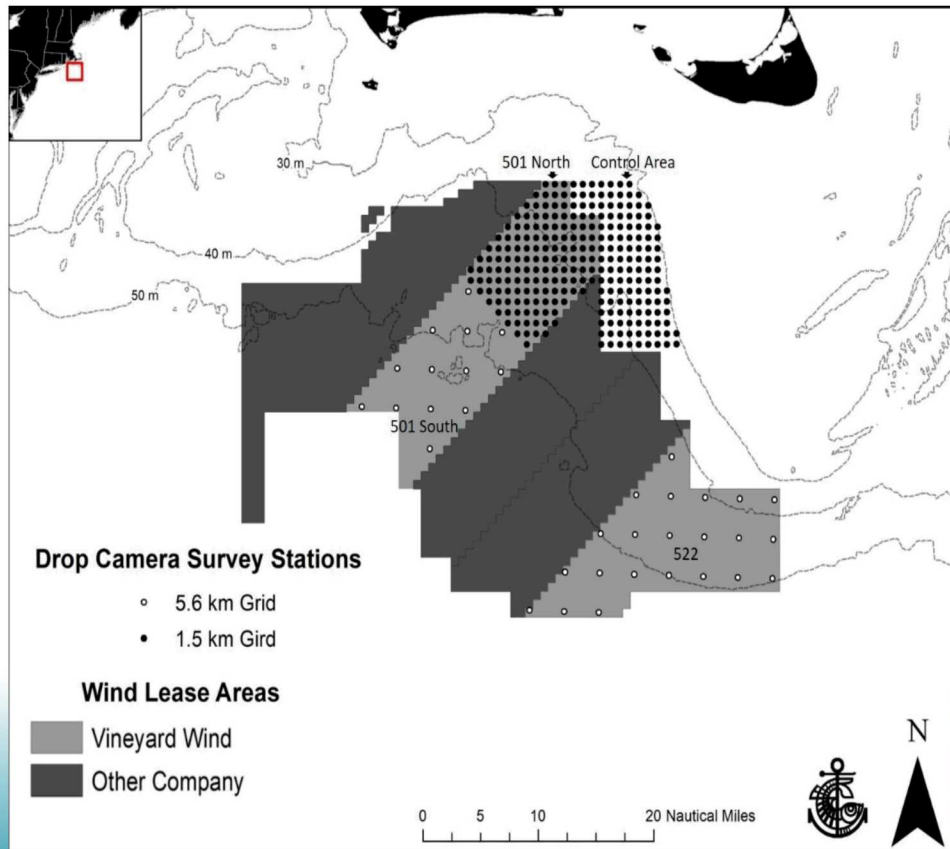 501 North
Control Area
30 m
40 m
50 m
501 South
522
Drop Camera Survey Stations
5.6 km Grid
1.5 km Gird
Wind Lease Areas
Vineyard Wind
Other Company
N
0 5 10 20 Nautical Miles